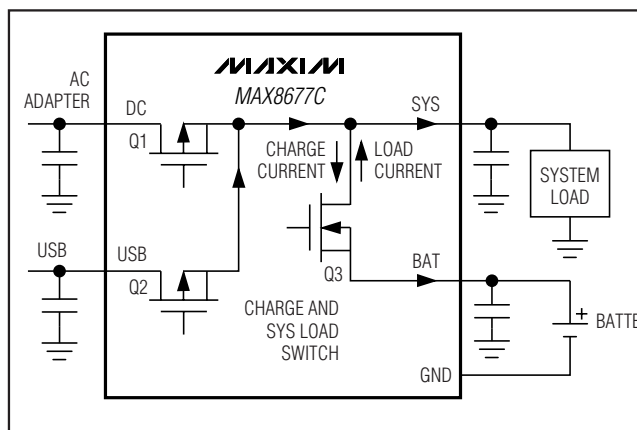 MAXIM
MAX8677C
AC
ADAPTER
DC
Q1
SYS
CHARGE
CURRENT
LOAD
CURRENT
SYSTEM
LOAD
USB
USB
Q2
Q3
BAT
CHARGE AND
SYS LOAD
SWITCH
+
BATTE
GND